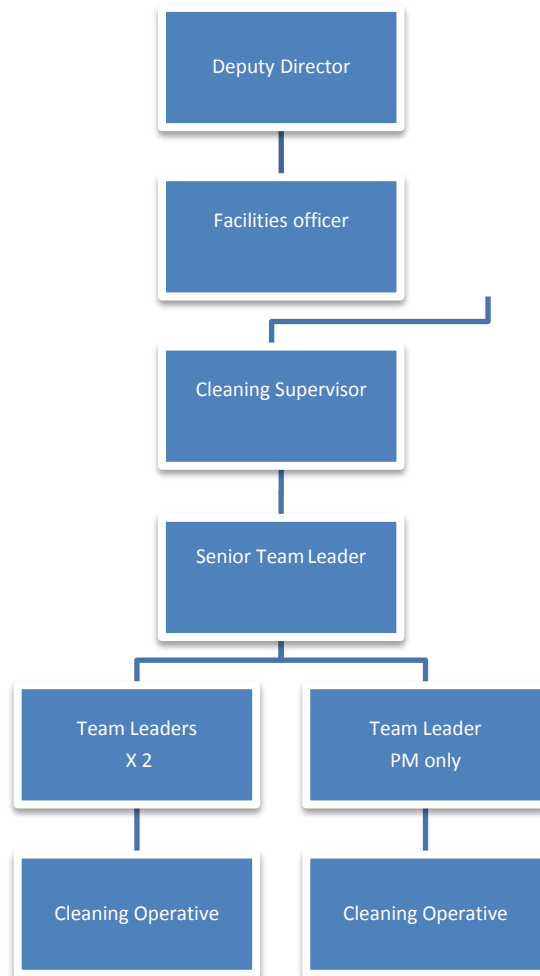 Deputy Director
Facilities officer
Cleaning Supervisor
Senior Team Leader
Team Leaders
X 2
Team Leader
PM only
Cleaning Operative
Cleaning Operative